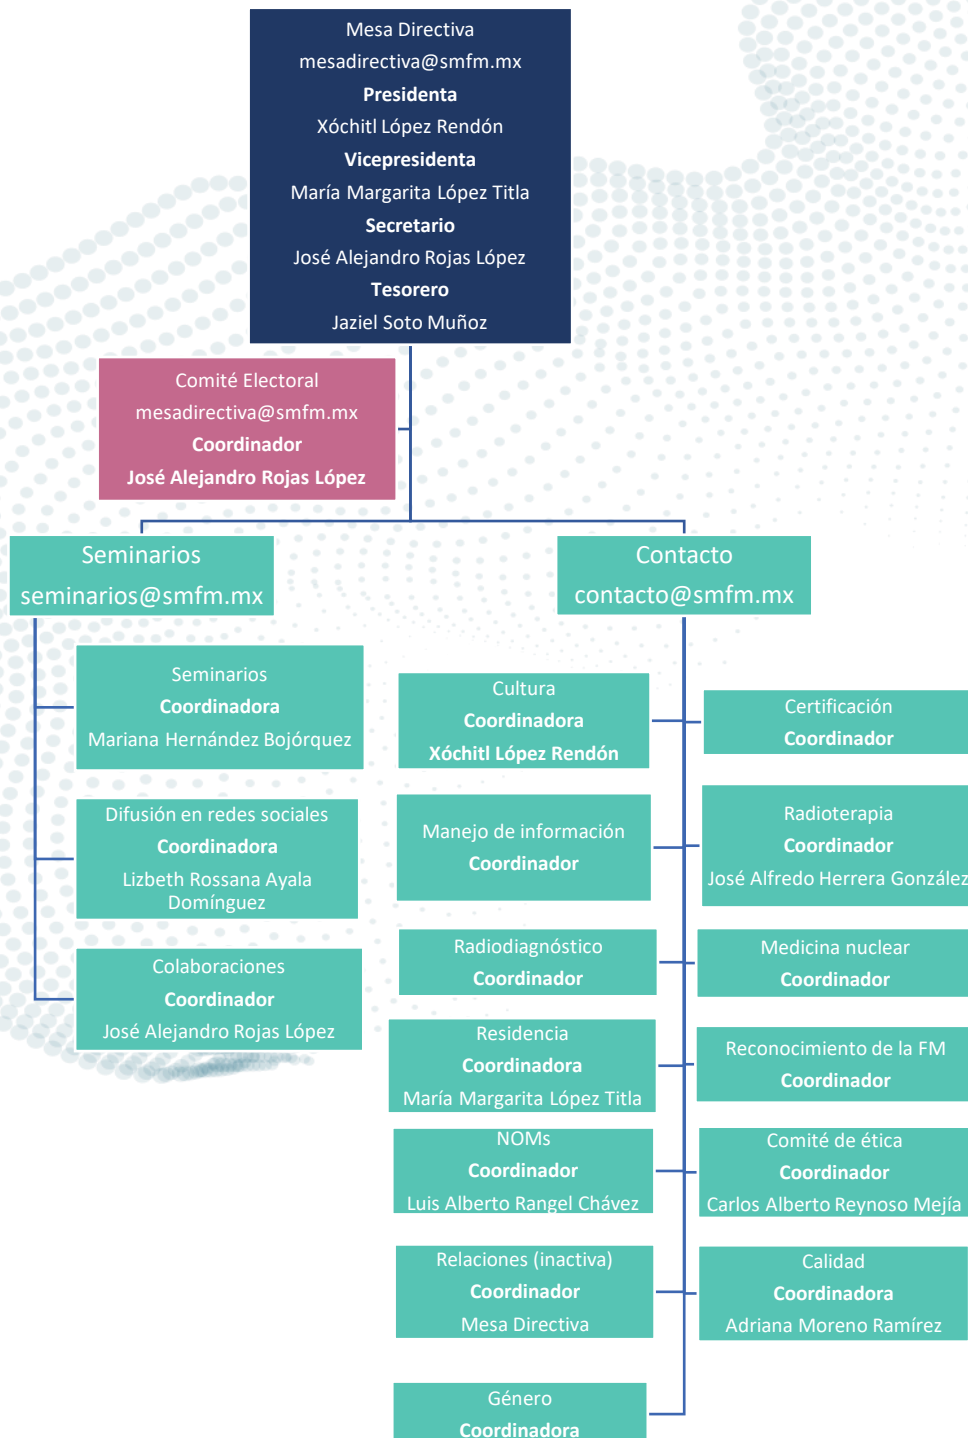 Mesa Directiva
mesadirectiva@smfm.mx
Presidenta
Xóchitl López Rendón
Vicepresidenta
María Margarita López Titla
Secretario
José Alejandro Rojas López
Tesorero
Jaziel Soto Muñoz
Comité Electoral
mesadirectiva@smfm.mx
Coordinador
José Alejandro Rojas López
Seminarios
seminarios@smfm.mx
Seminarios
Coordinadora
Mariana Hernández Bojórquez
Difusión en redes sociales
Coordinadora
Lizbeth Rossana Ayala
Domínguez
Colaboraciones
Coordinador
José Alejandro Rojas López
Contacto
contacto@smfm.mx
Cultura
Coordinadora
Xóchitl López Rendón
Certificación
Coordinador
Manejo de información
Coordinador
Radioterapia
Coordinador
José Alfredo Herrera González
Radiodiagnóstico
Coordinador
Medicina nuclear
Coordinador
Residencia
Coordinadora
María Margarita López Titla
Reconocimiento de la FM
Coordinador
NOMs
Coordinador
Luis Alberto Rangel Chávez
Comité de ética
Coordinador
Carlos Alberto Reynoso Mejía
Relaciones (inactiva)
Coordinador
Mesa Directiva
Calidad
Coordinadora
Adriana Moreno Ramírez
Género
Coordinadora